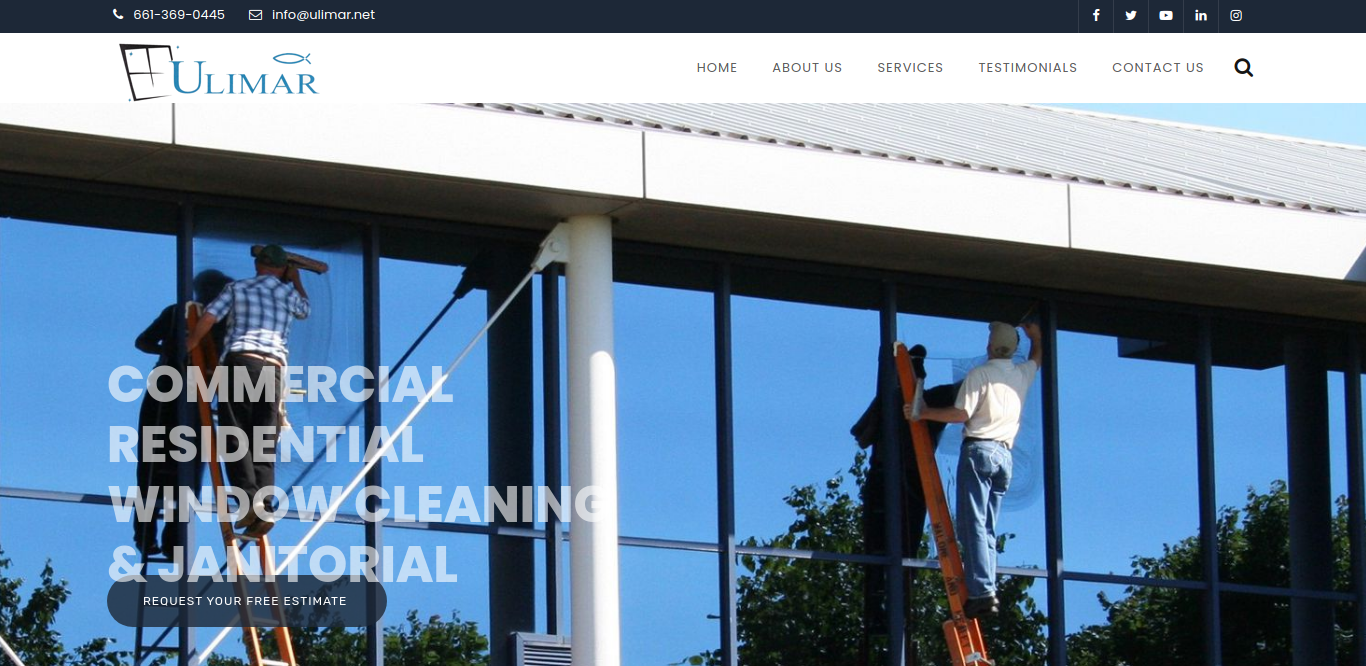 661-369-0445 info@ulimar.net
ULIMAR
HOME ABOUT US SERVICES TESTIMONIALS CONTACT US
COMMERCIAL
RESIDENTIAL
WINDOW CLEANING
& JANITORIAL
REQUEST YOUR FREE ESTIMATE